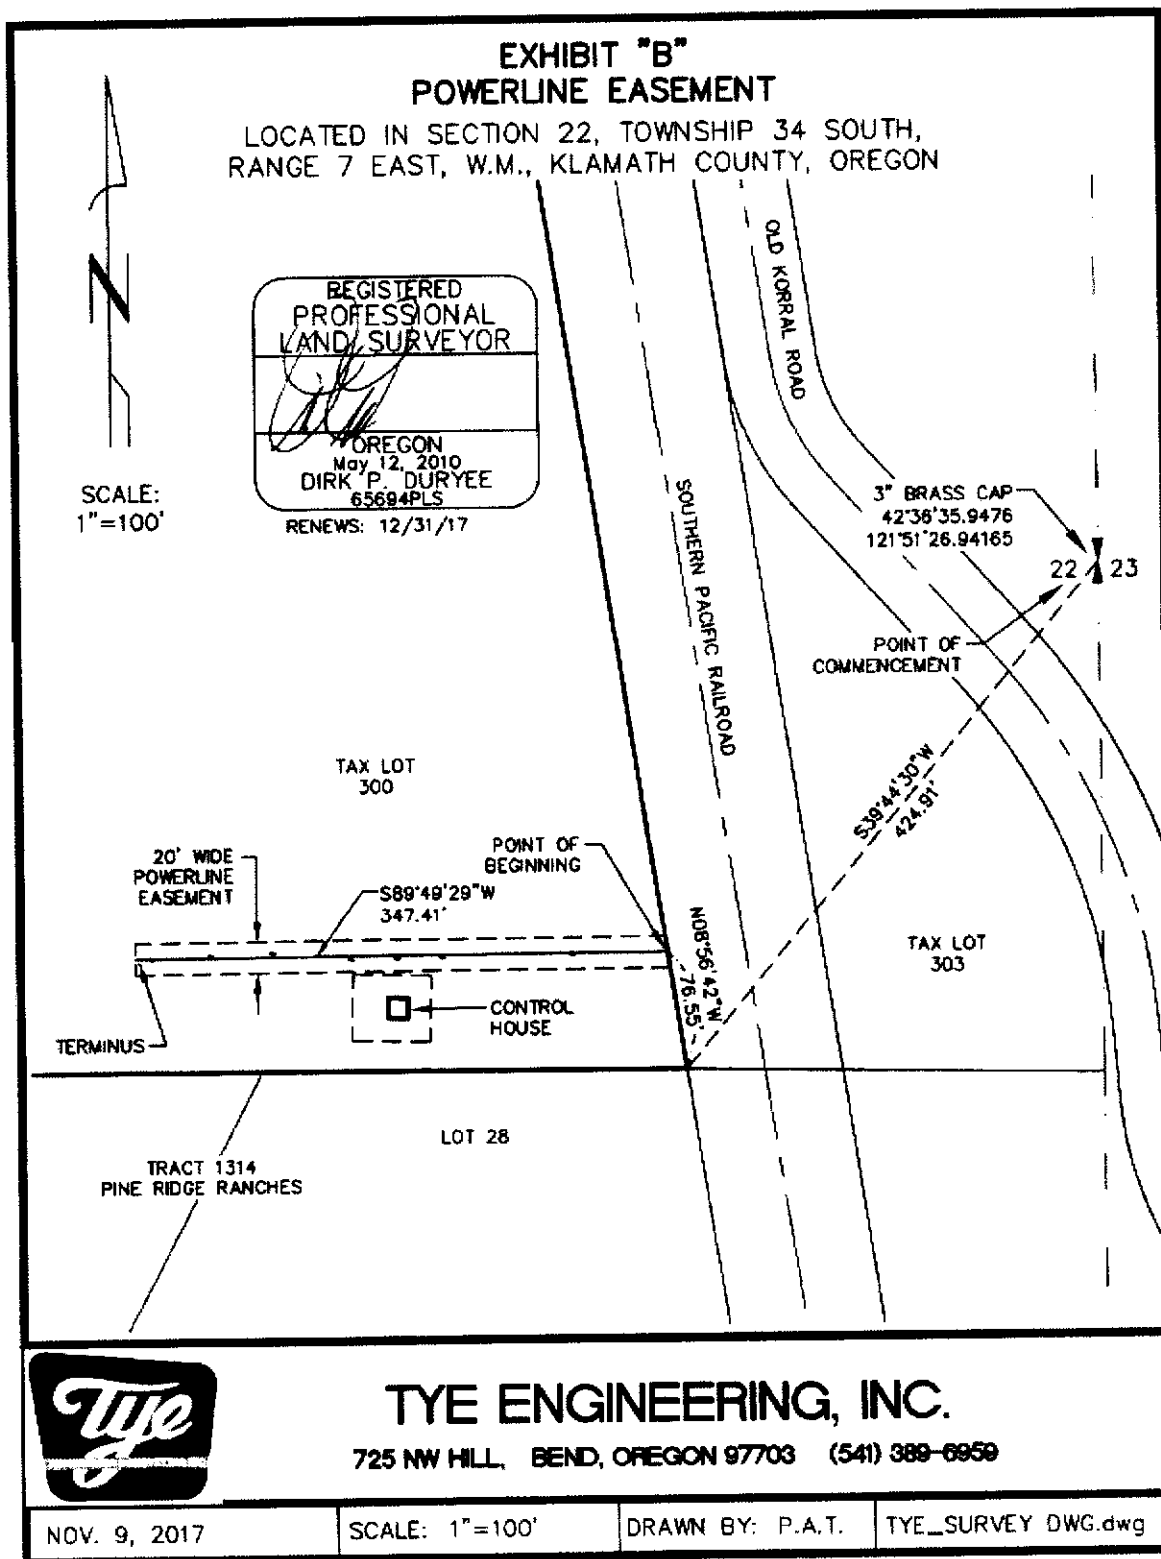 EXHIBIT "B"
POWERLINE EASEMENT
LOCATED IN SECTION 22, TOWNSHIP 34 SOUTH,
RANGE 7 EAST, W.M., KLAMATH COUNTY, OREGON
N
SCALE:
1"=100'
REGISTERED
PROFESSIONAL
LAND SURVEYOR
OREGON
May 12, 2010
DIRK P. DURYEE
65694PLS
RENEWS: 12/31/17
OLD KORRAL ROAD
SOUTHERN PACIFIC RAILROAD
3" BRASS CAP
42°36'35.9476
121°51'26.94165
22 23
POINT OF
COMMENCEMENT
S39°44'30"W
424.91'
TAX LOT
300
20' WIDE
POWERLINE
EASEMENT
S89°49'29"W
347.41'
POINT OF
BEGINNING
N08°56'42"W
76.55'
TAX LOT
303
CONTROL
HOUSE
TERMINUS
LOT 28
TRACT 1314
PINE RIDGE RANCHES
Tye
TYE ENGINEERING, INC.
725 NW HILL, BEND, OREGON 97703 (541) 389-6959
NOV. 9, 2017
SCALE: 1"=100'
DRAWN BY: P.A.T.
TYE_SURVEY DWG.dwg